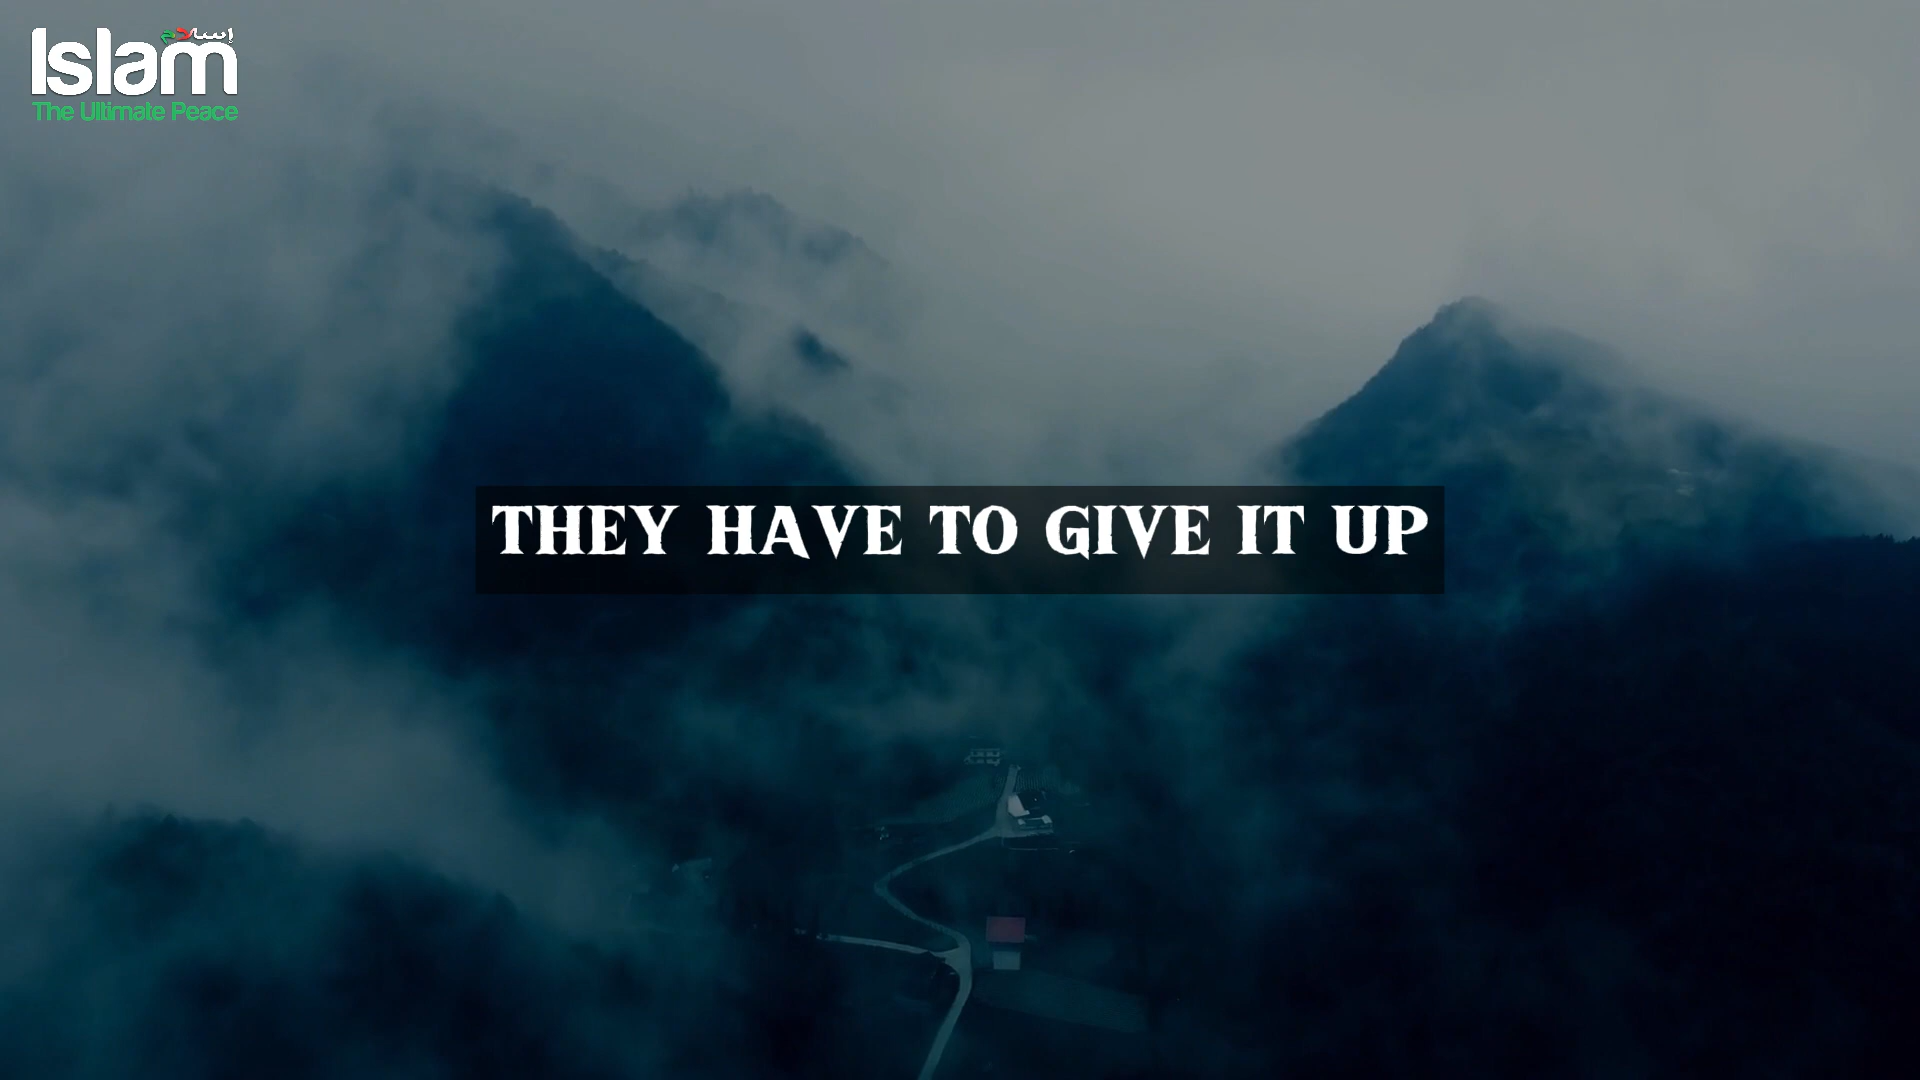 إسلام
Islam
The Ultimate Peace
THEY HAVE TO GIVE IT UP